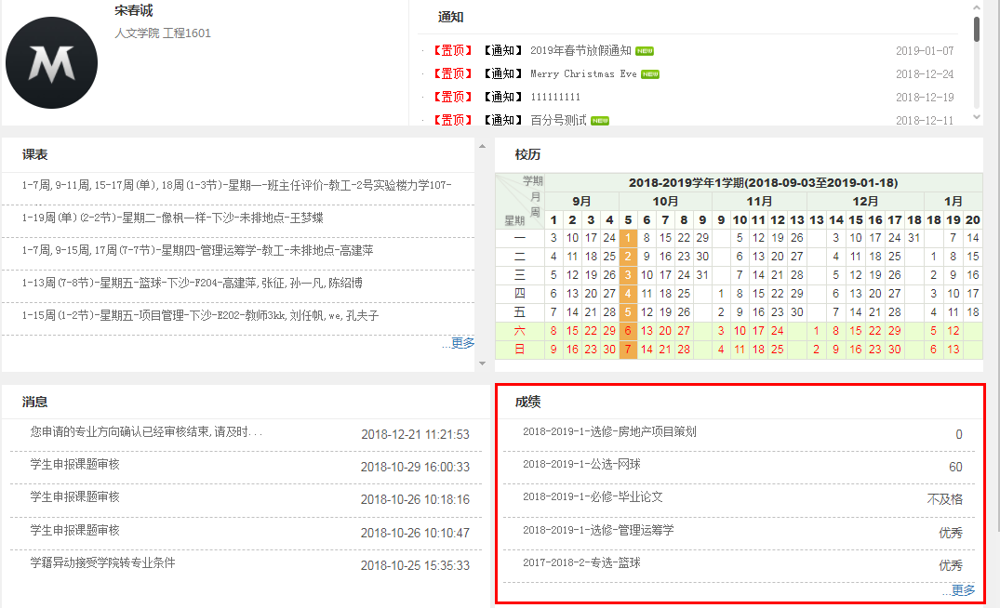 宋春诚
人文学院 工程1601
通知
· 【置顶】 【通知】 2019年春节放假通知 NEW 2019-01-07
· 【置顶】 【通知】 Merry Christmas Eve NEW 2018-12-24
· 【置顶】 【通知】 111111111 2018-12-19
· 【置顶】 【通知】 百分号测试 NEW 2018-12-11
课表
1-7周,9-11周,15-17周(单),18周(1-3节)-星期一-班主任评价-教工-2号实验楼力学107-
1-19周(单)(2-2节)-星期二-像枫一样-下沙-未排地点-王梦蝶
1-7周,9-15周,17周(7-7节)-星期四-管理运筹学-教工-未排地点-高建萍
1-13周(7-8节)-星期五-篮球-下沙-F204-高建萍,张征,孙一凡,陈绍博
1-15周(1-2节)-星期五-项目管理-下沙-E202-教师3kk,刘任帆,we,孔夫子
...更多
校历
学期 2018-2019学年1学期(2018-09-03至2019-01-18)
月 9月 10月 11月 12月 1月
星期 周 1 2 3 4 5 6 7 8 9 9 10 11 12 13 13 14 15 16 17 18 18 19 20
一 3 10 17 24 1 8 15 22 29 5 12 19 26 3 10 17 24 31 7 14
二 4 11 18 25 2 9 16 23 30 6 13 20 27 4 11 18 25 1 8 15
三 5 12 19 26 3 10 17 24 31 7 14 21 28 5 12 19 26 2 9 16
四 6 13 20 27 4 11 18 25 1 8 15 22 29 6 13 20 27 3 10 17
五 7 14 21 28 5 12 19 26 2 9 16 23 30 7 14 21 28 4 11 18
六 8 15 22 29 6 13 20 27 3 10 17 24 1 8 15 22 29 5 12
日 9 16 23 30 7 14 21 28 4 11 18 25 2 9 16 23 30 6 13
消息
您申请的专业方向确认已经审核结束,请及时... 2018-12-21 11:21:53
学生申报课题审核 2018-10-29 16:00:33
学生申报课题审核 2018-10-26 10:18:16
学生申报课题审核 2018-10-26 10:10:47
学籍异动接受学院转专业条件 2018-10-25 15:35:33
成绩
2018-2019-1-选修-房地产项目策划 0
2018-2019-1-公选-网球 60
2018-2019-1-必修-毕业论文 不及格
2018-2019-1-选修-管理运筹学 优秀
2017-2018-2-专选-篮球 优秀
...更多